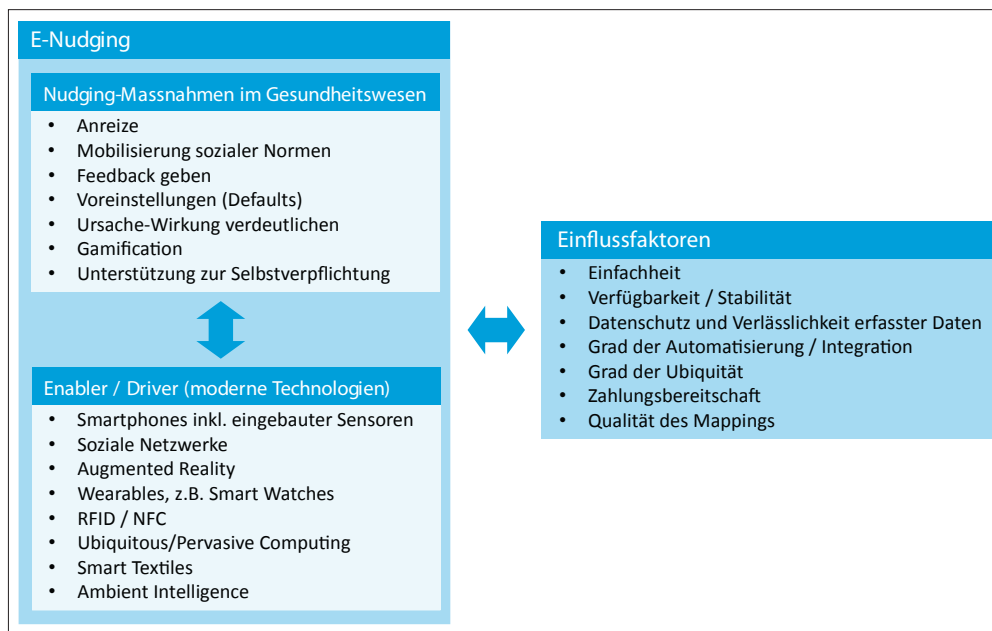 E-Nudging
Nudging-Massnahmen im Gesundheitswesen
• Anreize
• Mobilisierung sozialer Normen
• Feedback geben
• Voreinstellungen (Defaults)
• Ursache-Wirkung verdeutlichen
• Gamification
• Unterstützung zur Selbstverpflichtung
Enabler / Driver (moderne Technologien)
• Smartphones inkl. eingebauter Sensoren
• Soziale Netzwerke
• Augmented Reality
• Wearables, z.B. Smart Watches
• RFID / NFC
• Ubiquitous/Pervasive Computing
• Smart Textiles
• Ambient Intelligence
Einflussfaktoren
• Einfachheit
• Verfügbarkeit / Stabilität
• Datenschutz und Verlässlichkeit erfasster Daten
• Grad der Automatisierung / Integration
• Grad der Ubiquität
• Zahlungsbereitschaft
• Qualität des Mappings